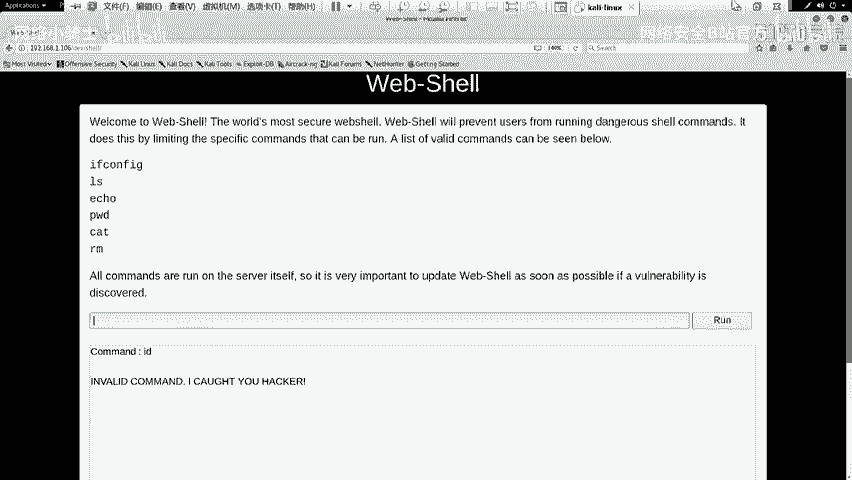 Applications
文件(F) 编辑(E) 查看(V) 虚拟机(M) 选项卡(T) 帮助(H)
kali-linux
网络安全B站官方
192.168.1.106/devshell/
Search
Most Visited
Offensive Security
Kali Linux
Kali Docs
Kali Tools
Exploit-DB
Aircrack-ng
Kali Forums
NetHunter
Getting Started
Web-Shell
Welcome to Web-Shell! The world's most secure webshell. Web-Shell will prevent users from running dangerous shell commands. It
does this by limiting the specific commands that can be run. A list of valid commands can be seen below.
ifconfig
ls
echo
pwd
cat
rm
All commands are run on the server itself, so it is very important to update Web-Shell as soon as possible if a vulnerability is
discovered.
Run
Command : id
INVALID COMMAND. I CAUGHT YOU HACKER!